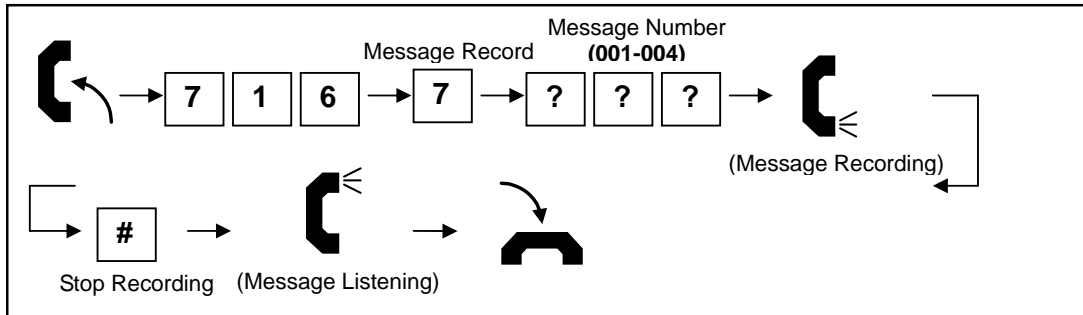 Message Number
Message Record (001-004)
7 1 6 7 ? ? ?
(Message Recording)
#
Stop Recording (Message Listening)